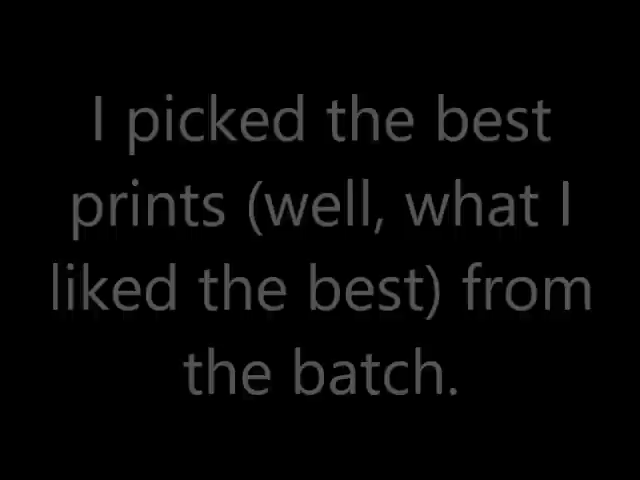 I picked the best
prints (well, what I
liked the best) from
the batch.